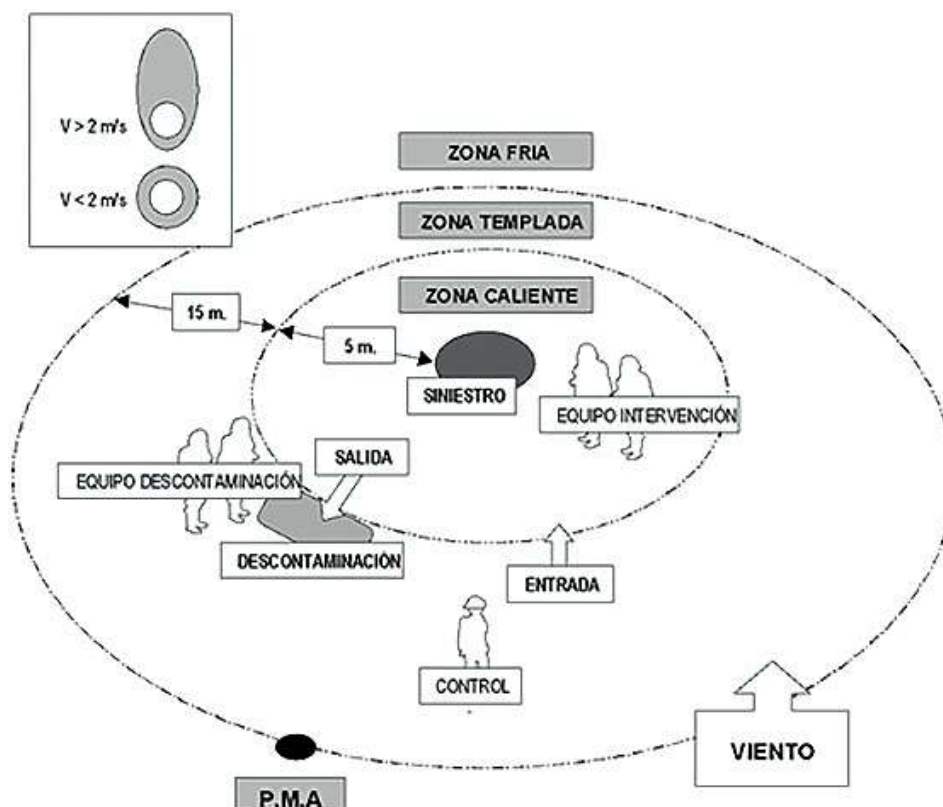 V > 2 m's
V < 2 m's
ZONA FRIA
ZONA TEMPLADA
ZONA CALIENTE
15 m.
5 m.
SINIESTRO
EQUIPO INTERVENCIÓN
SALIDA
EQUIPO DESCONTAMINACIÓN
DESCONTAMINACIÓN
ENTRADA
CONTROL
VIENTO
P.M.A